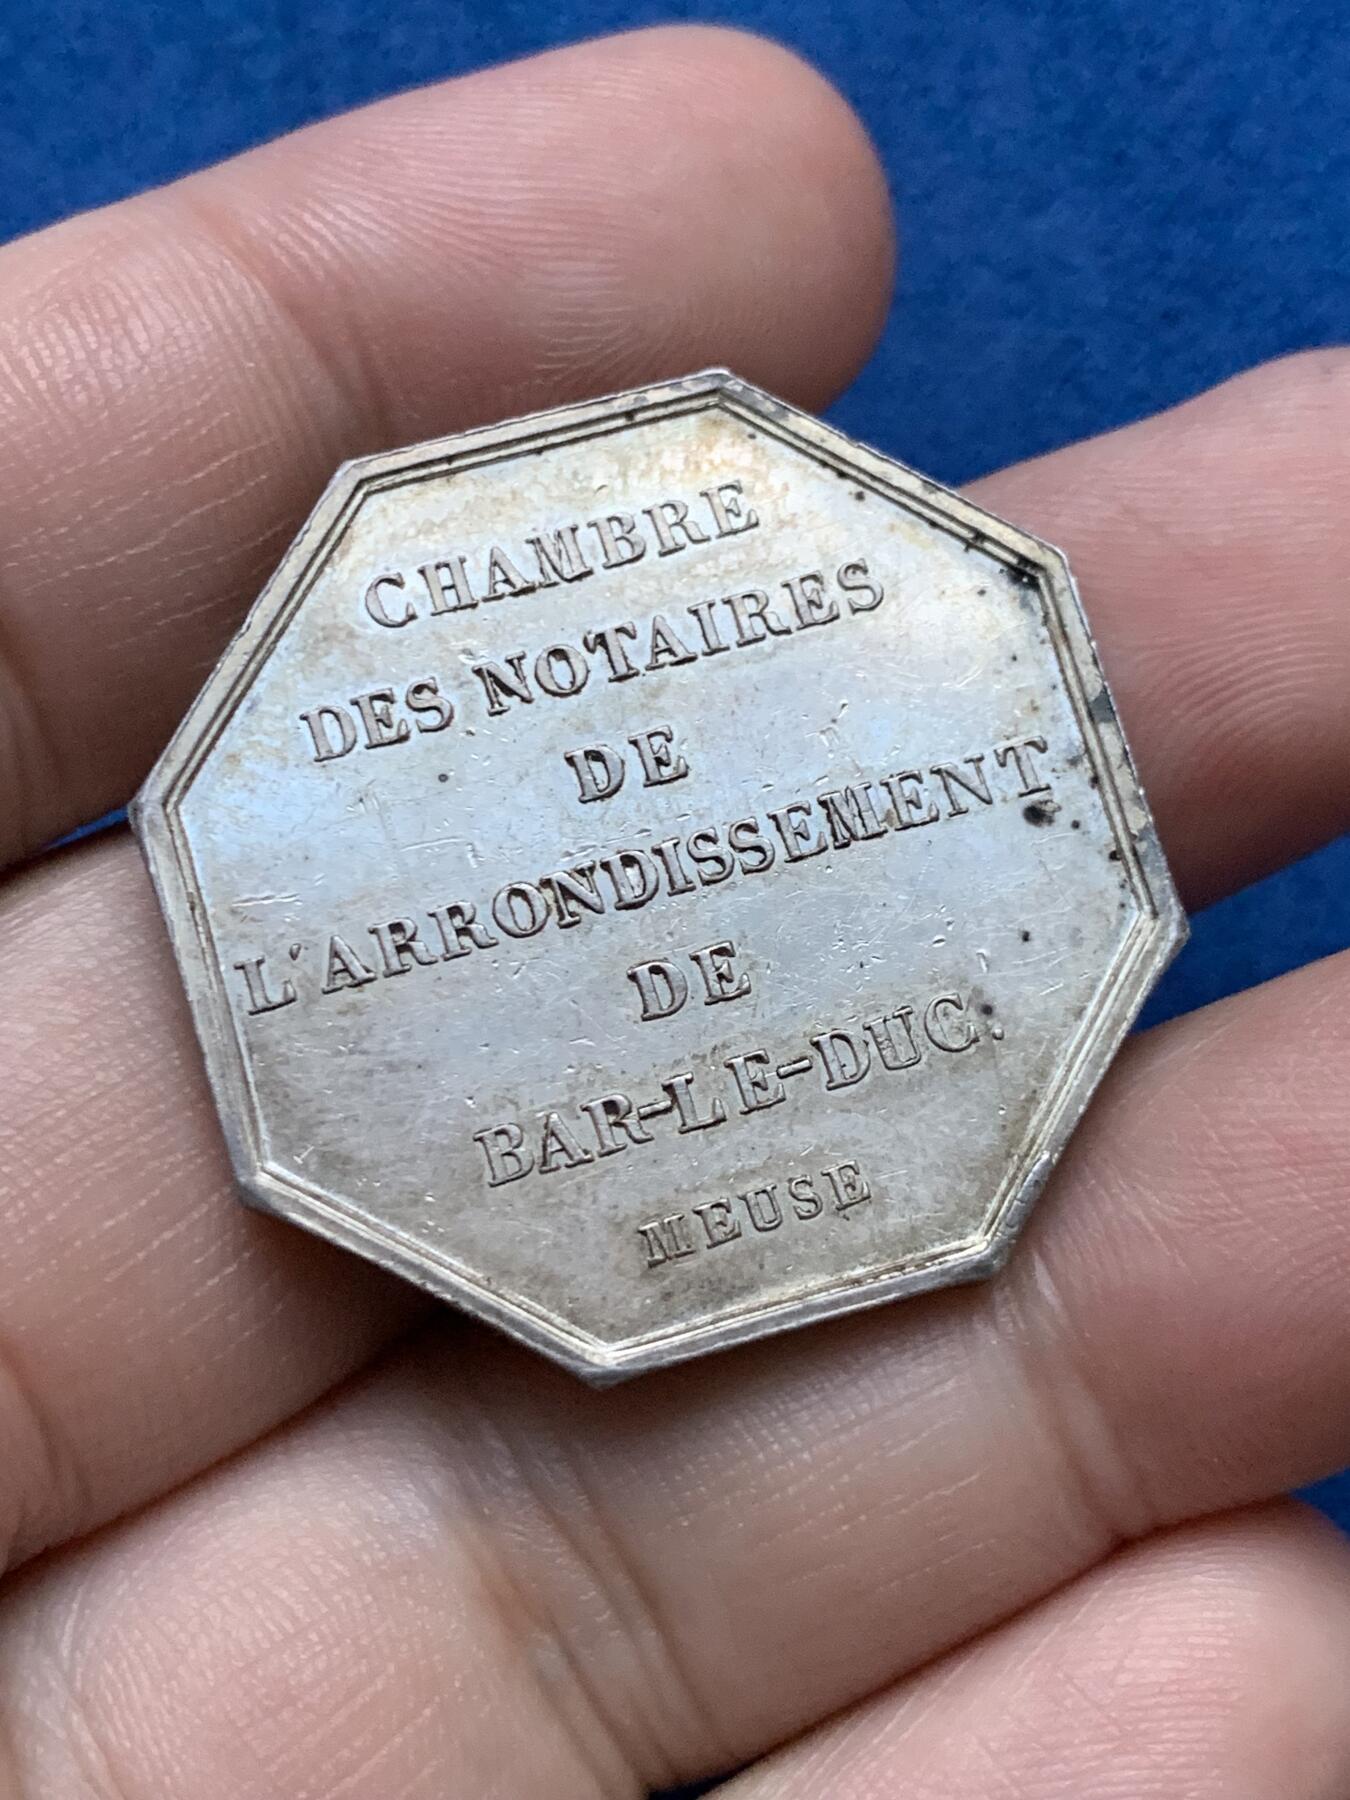 CHAMBRE
DES NOTAIRES
DE
L'ARRONDISSEMENT
DE
BAR-LE-DUC.
MEUSE